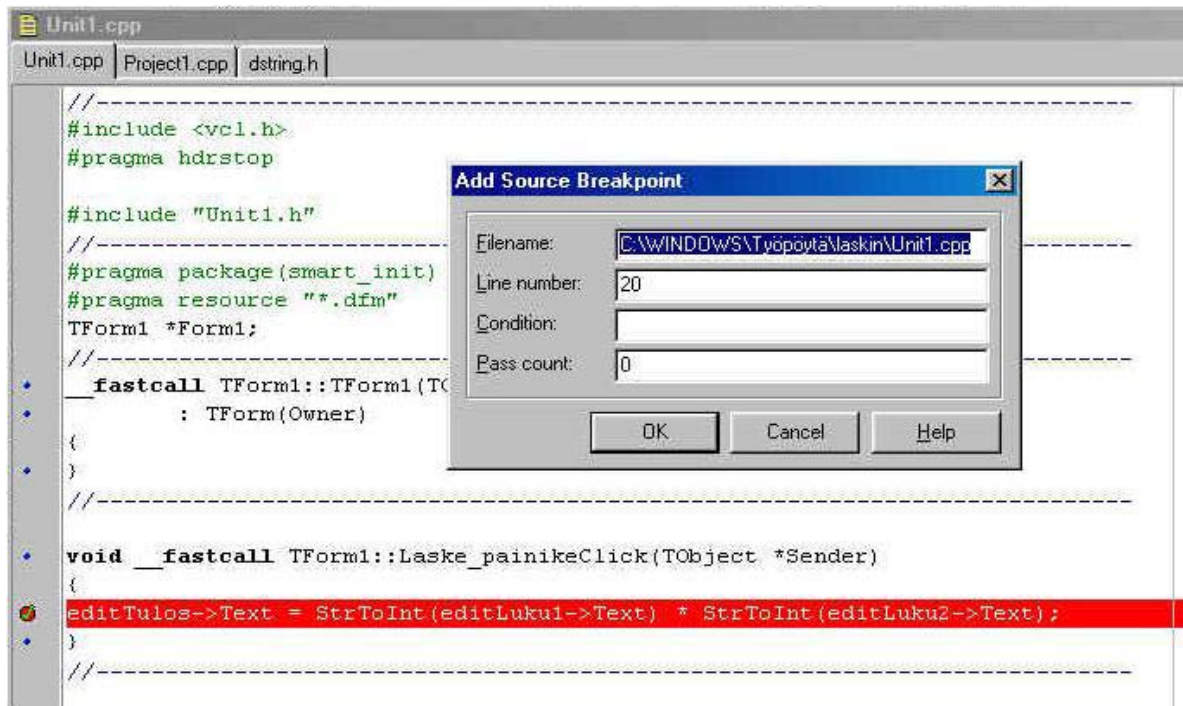 Unit1.cpp
Unit1.cpp Project1.cpp dstring.h
//---------------------------------------------------------------------------
#include <vcl.h>
#pragma hdrstop
#include "Unit1.h"
//---------------------------------------------------------------------------
#pragma package(smart_init)
#pragma resource "*.dfm"
TForm1 *Form1;
//---------------------------------------------------------------------------
__fastcall TForm1::TForm1(TO
: TForm(Owner)
{
}
//---------------------------------------------------------------------------
void __fastcall TForm1::Laske_painikeClick(TObject *Sender)
{
editTulos->Text = StrToInt(editLuku1->Text) * StrToInt(editLuku2->Text);
}
//---------------------------------------------------------------------------
Add Source Breakpoint
Filename: C:\WINDOWS\Työpöytä\laskin\Unit1.cpp
Line number: 20
Condition:
Pass count: 0
OK Cancel Help